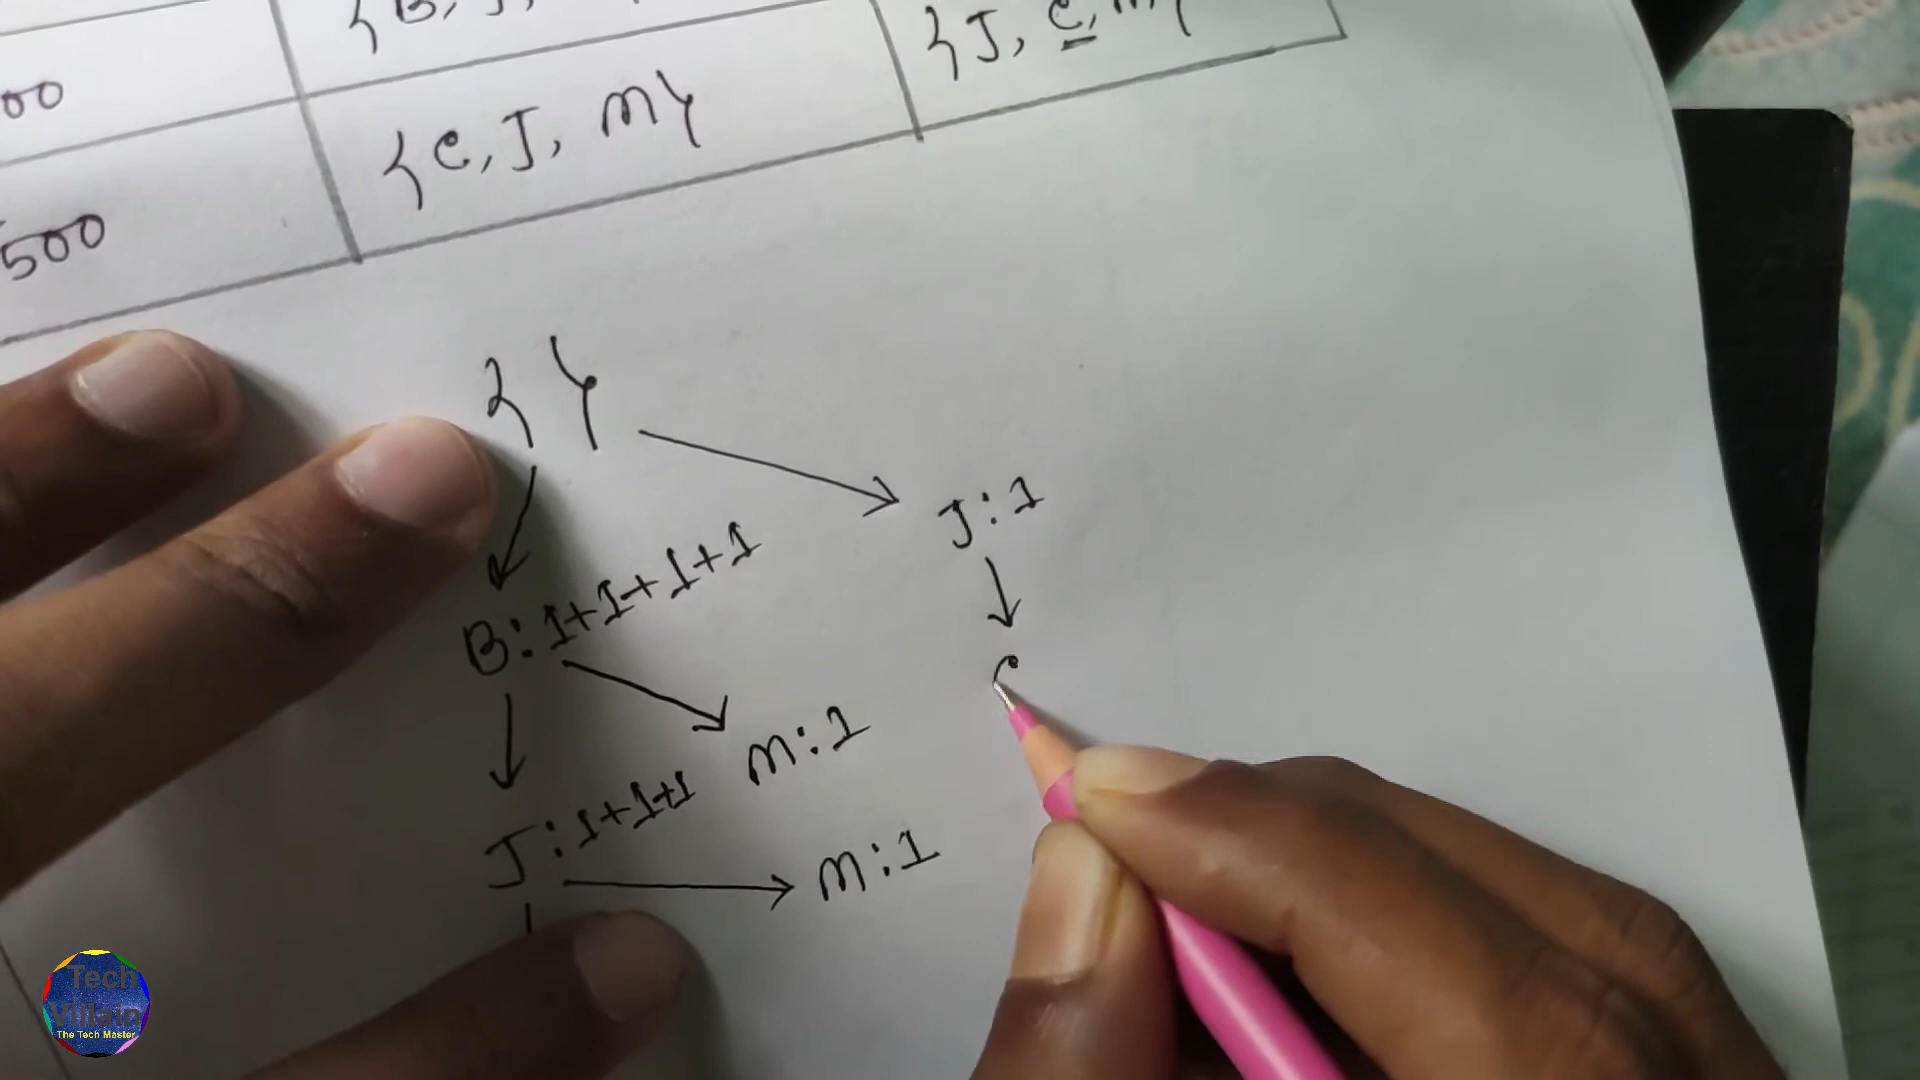 {B, J,
{J, C, m}
00
{C, J, m}
500
{ }
J:1
B:1+1+1+1
C
m:1
J:1+1+1
m:1
Tech
Villain
The Tech Master